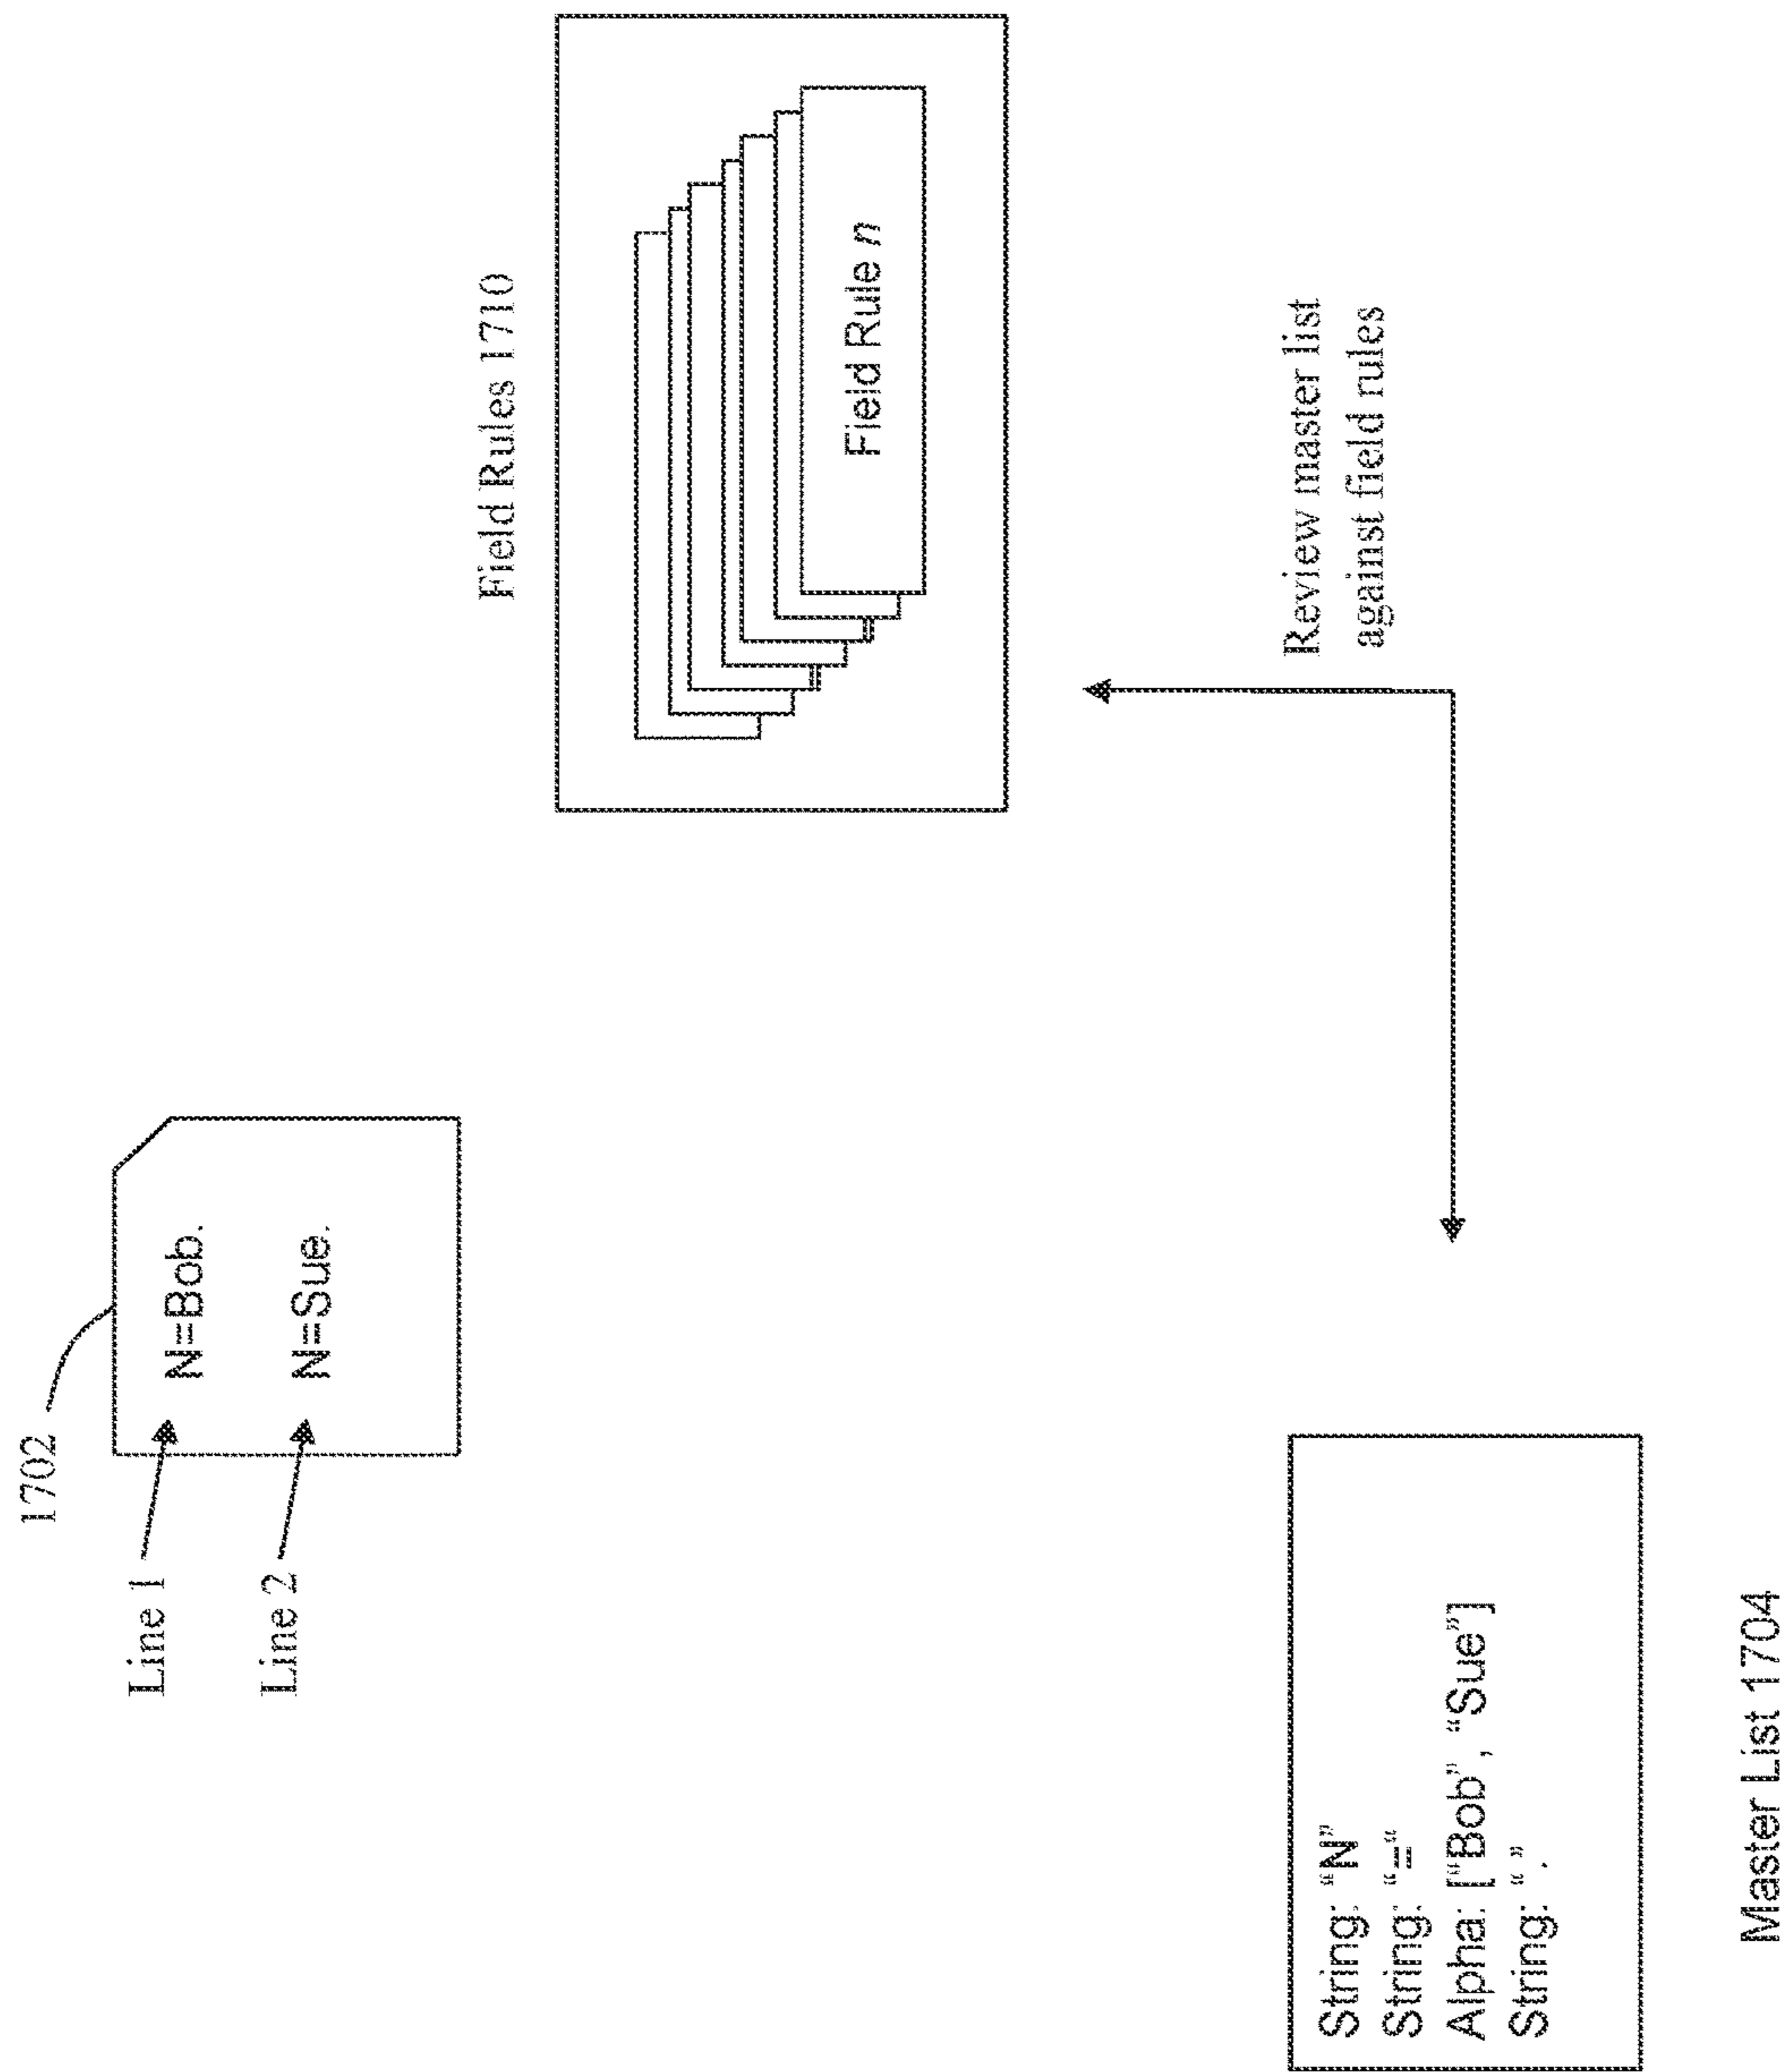 1702
Line 1
N=Bob.
Line 2
N=Sue.
Field Rules 1710
Field Rule n
Review master list
against field rules
String: “N”
String: “=“
Alpha: [“Bob”, “Sue”]
String: “.”
Master List 1704